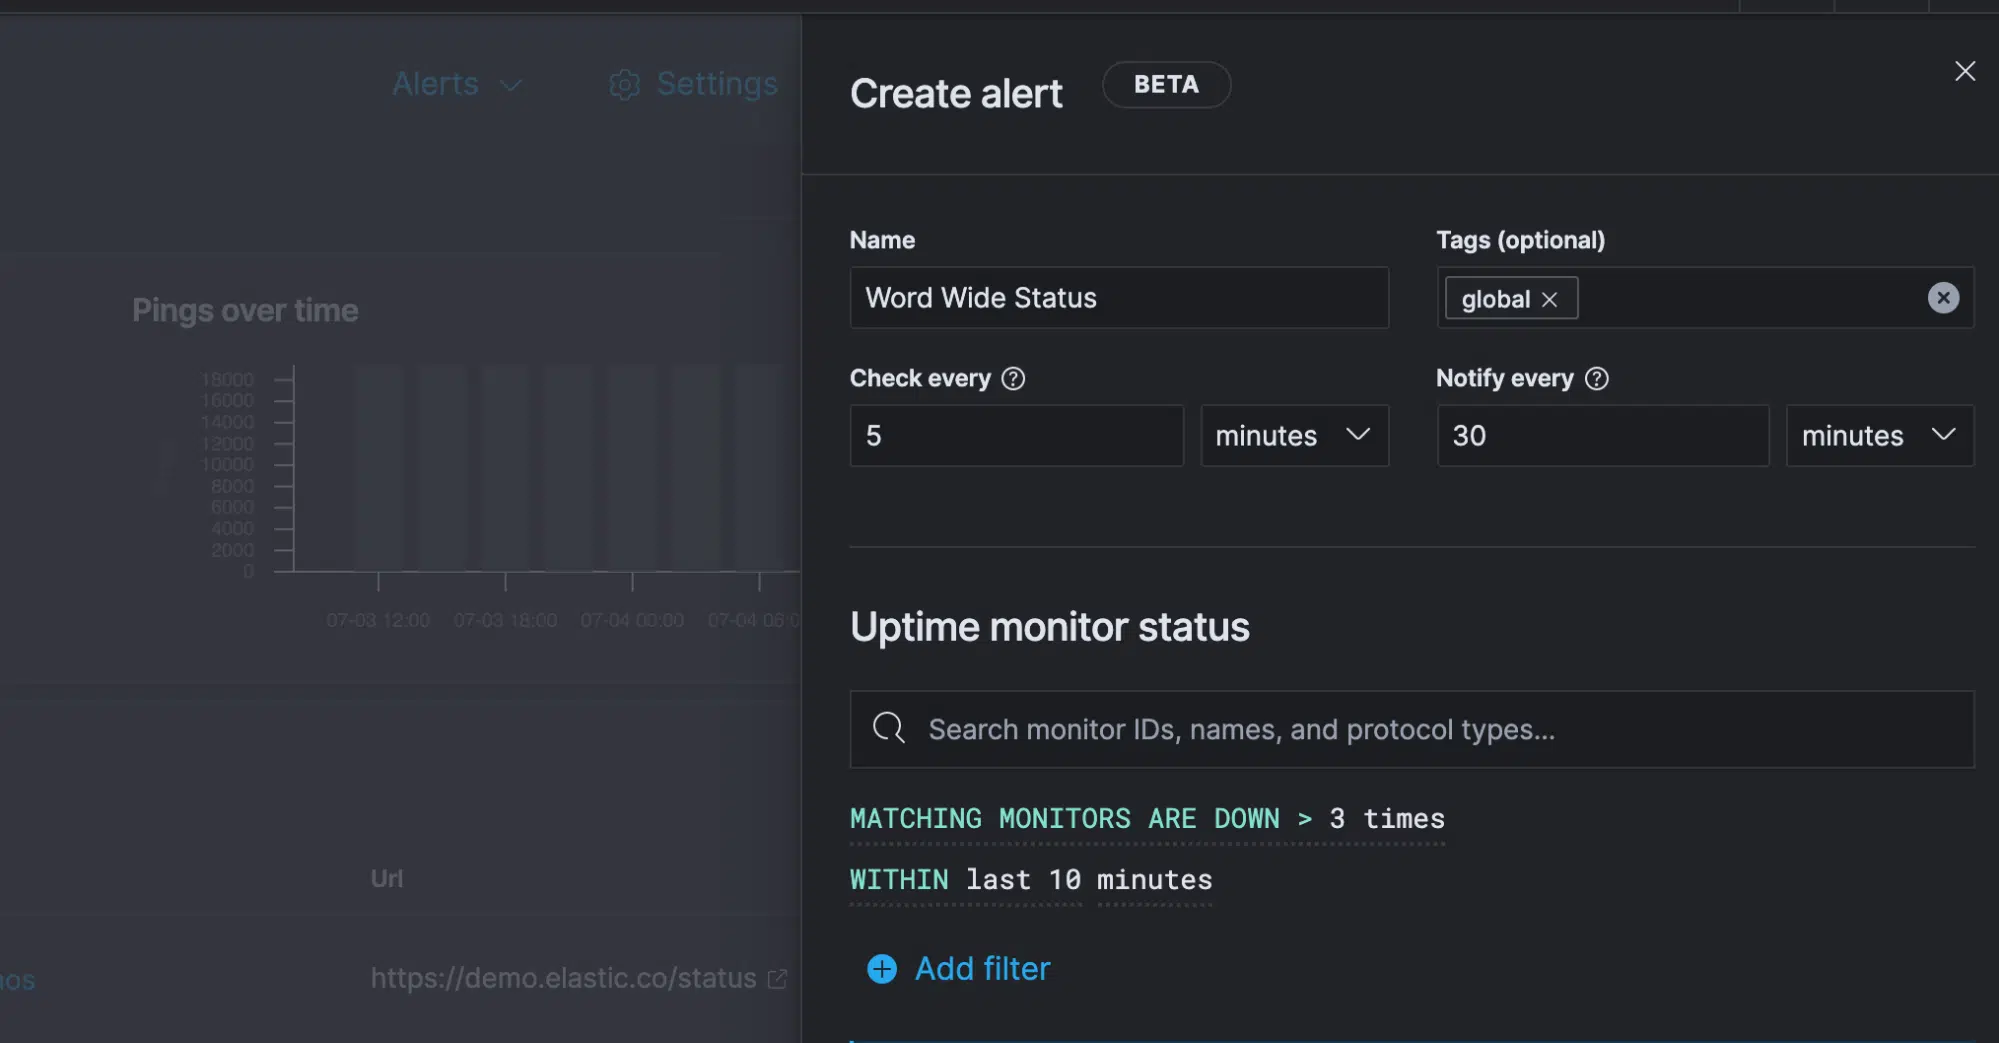 Alerts
Settings
Pings over time
18000
16000
14000
12000
10000
8000
6000
4000
2000
0
07-03 12:00
07-03 18:00
07-04 00:00
07-04 06:0
Url
https://demo.elastic.co/status
Create alert
BETA
Name
Tags (optional)
Word Wide Status
global
Check every
Notify every
5
minutes
30
minutes
Uptime monitor status
Search monitor IDs, names, and protocol types...
MATCHING MONITORS ARE DOWN > 3 times
WITHIN last 10 minutes
Add filter